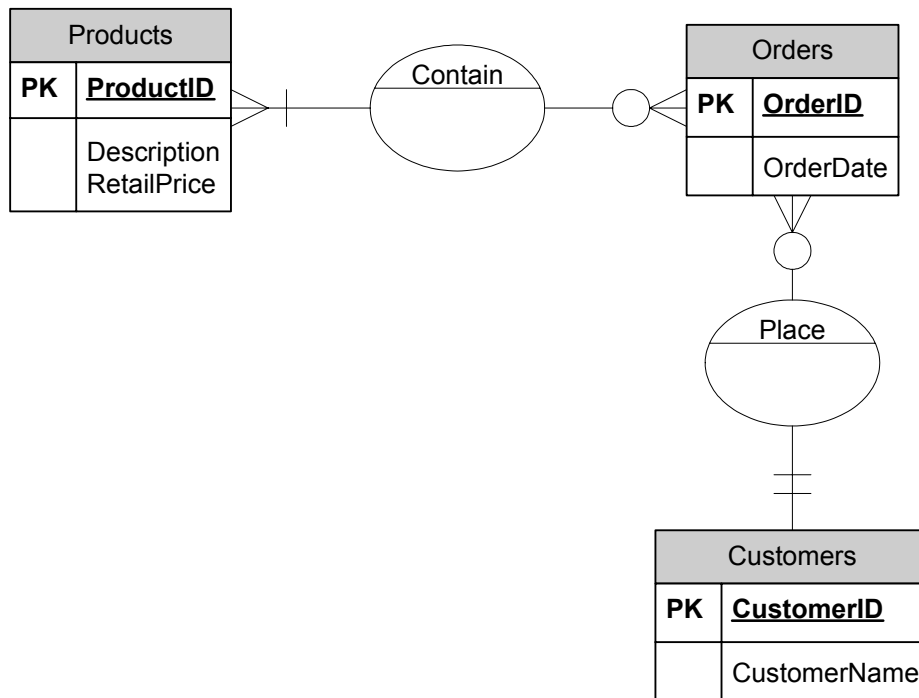 Products
PK ProductID
Description
RetailPrice
Contain
Orders
PK OrderID
OrderDate
Place
Customers
PK CustomerID
CustomerName